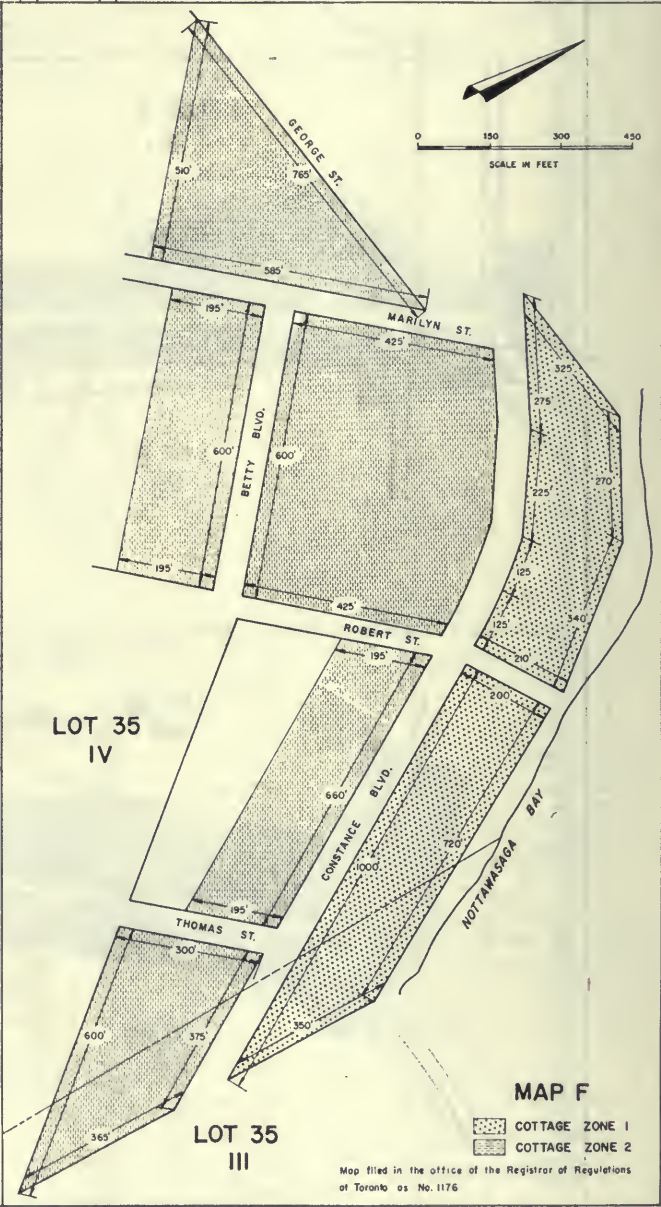 GEORGE ST.
0 150 300 450
SCALE IN FEET
510'
765'
585'
MARILYN ST.
195'
425'
325'
275'
BETTY BLVD.
600'
600'
270'
225'
195'
125'
425'
125'
340'
ROBERT ST.
210'
195'
200'
LOT 35
IV
660'
CONSTANCE BLVD.
1000'
720'
NOTTAWASAGA BAY
195'
THOMAS ST.
300'
600'
375'
350'
365'
LOT 35
III
MAP F
COTTAGE ZONE 1
COTTAGE ZONE 2
Map filed in the office of the Registrar of Regulations
at Toronto as No. 1176